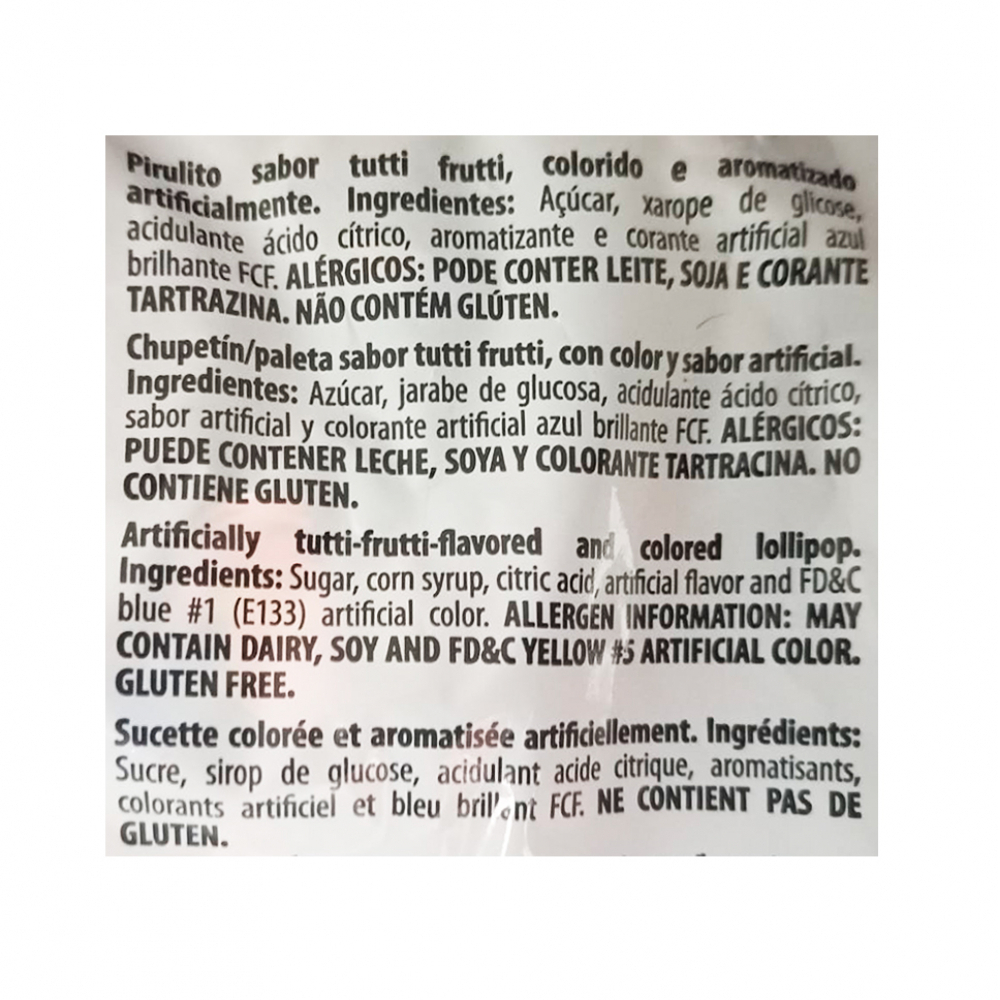 Pirulito sabor tutti frutti, colorido e aromatizado
artificialmente. Ingredientes: Açúcar, xarope de glicose,
acidulante ácido cítrico, aromatizante e corante artificial azul
brilhante FCF. ALÉRGICOS: PODE CONTER LEITE, SOJA E CORANTE
TARTRAZINA. NÃO CONTÉM GLÚTEN.
Chupetín/paleta sabor tutti frutti, con color y sabor artificial.
Ingredientes: Azúcar, jarabe de glucosa, acidulante ácido cítrico,
sabor artificial y colorante artificial azul brillante FCF. ALÉRGICOS:
PUEDE CONTENER LECHE, SOYA Y COLORANTE TARTRACINA. NO
CONTIENE GLUTEN.
Artificially tutti-frutti-flavored and colored lollipop.
Ingredients: Sugar, corn syrup, citric acid, artificial flavor and FD&C
blue #1 (E133) artificial color. ALLERGEN INFORMATION: MAY
CONTAIN DAIRY, SOY AND FD&C YELLOW #5 ARTIFICIAL COLOR.
GLUTEN FREE.
Sucette colorée et aromatisée artificiellement. Ingrédients:
Sucre, sirop de glucose, acidulant acide citrique, aromatisants,
colorants artificiel et bleu brillant FCF. NE CONTIENT PAS DE
GLUTEN.